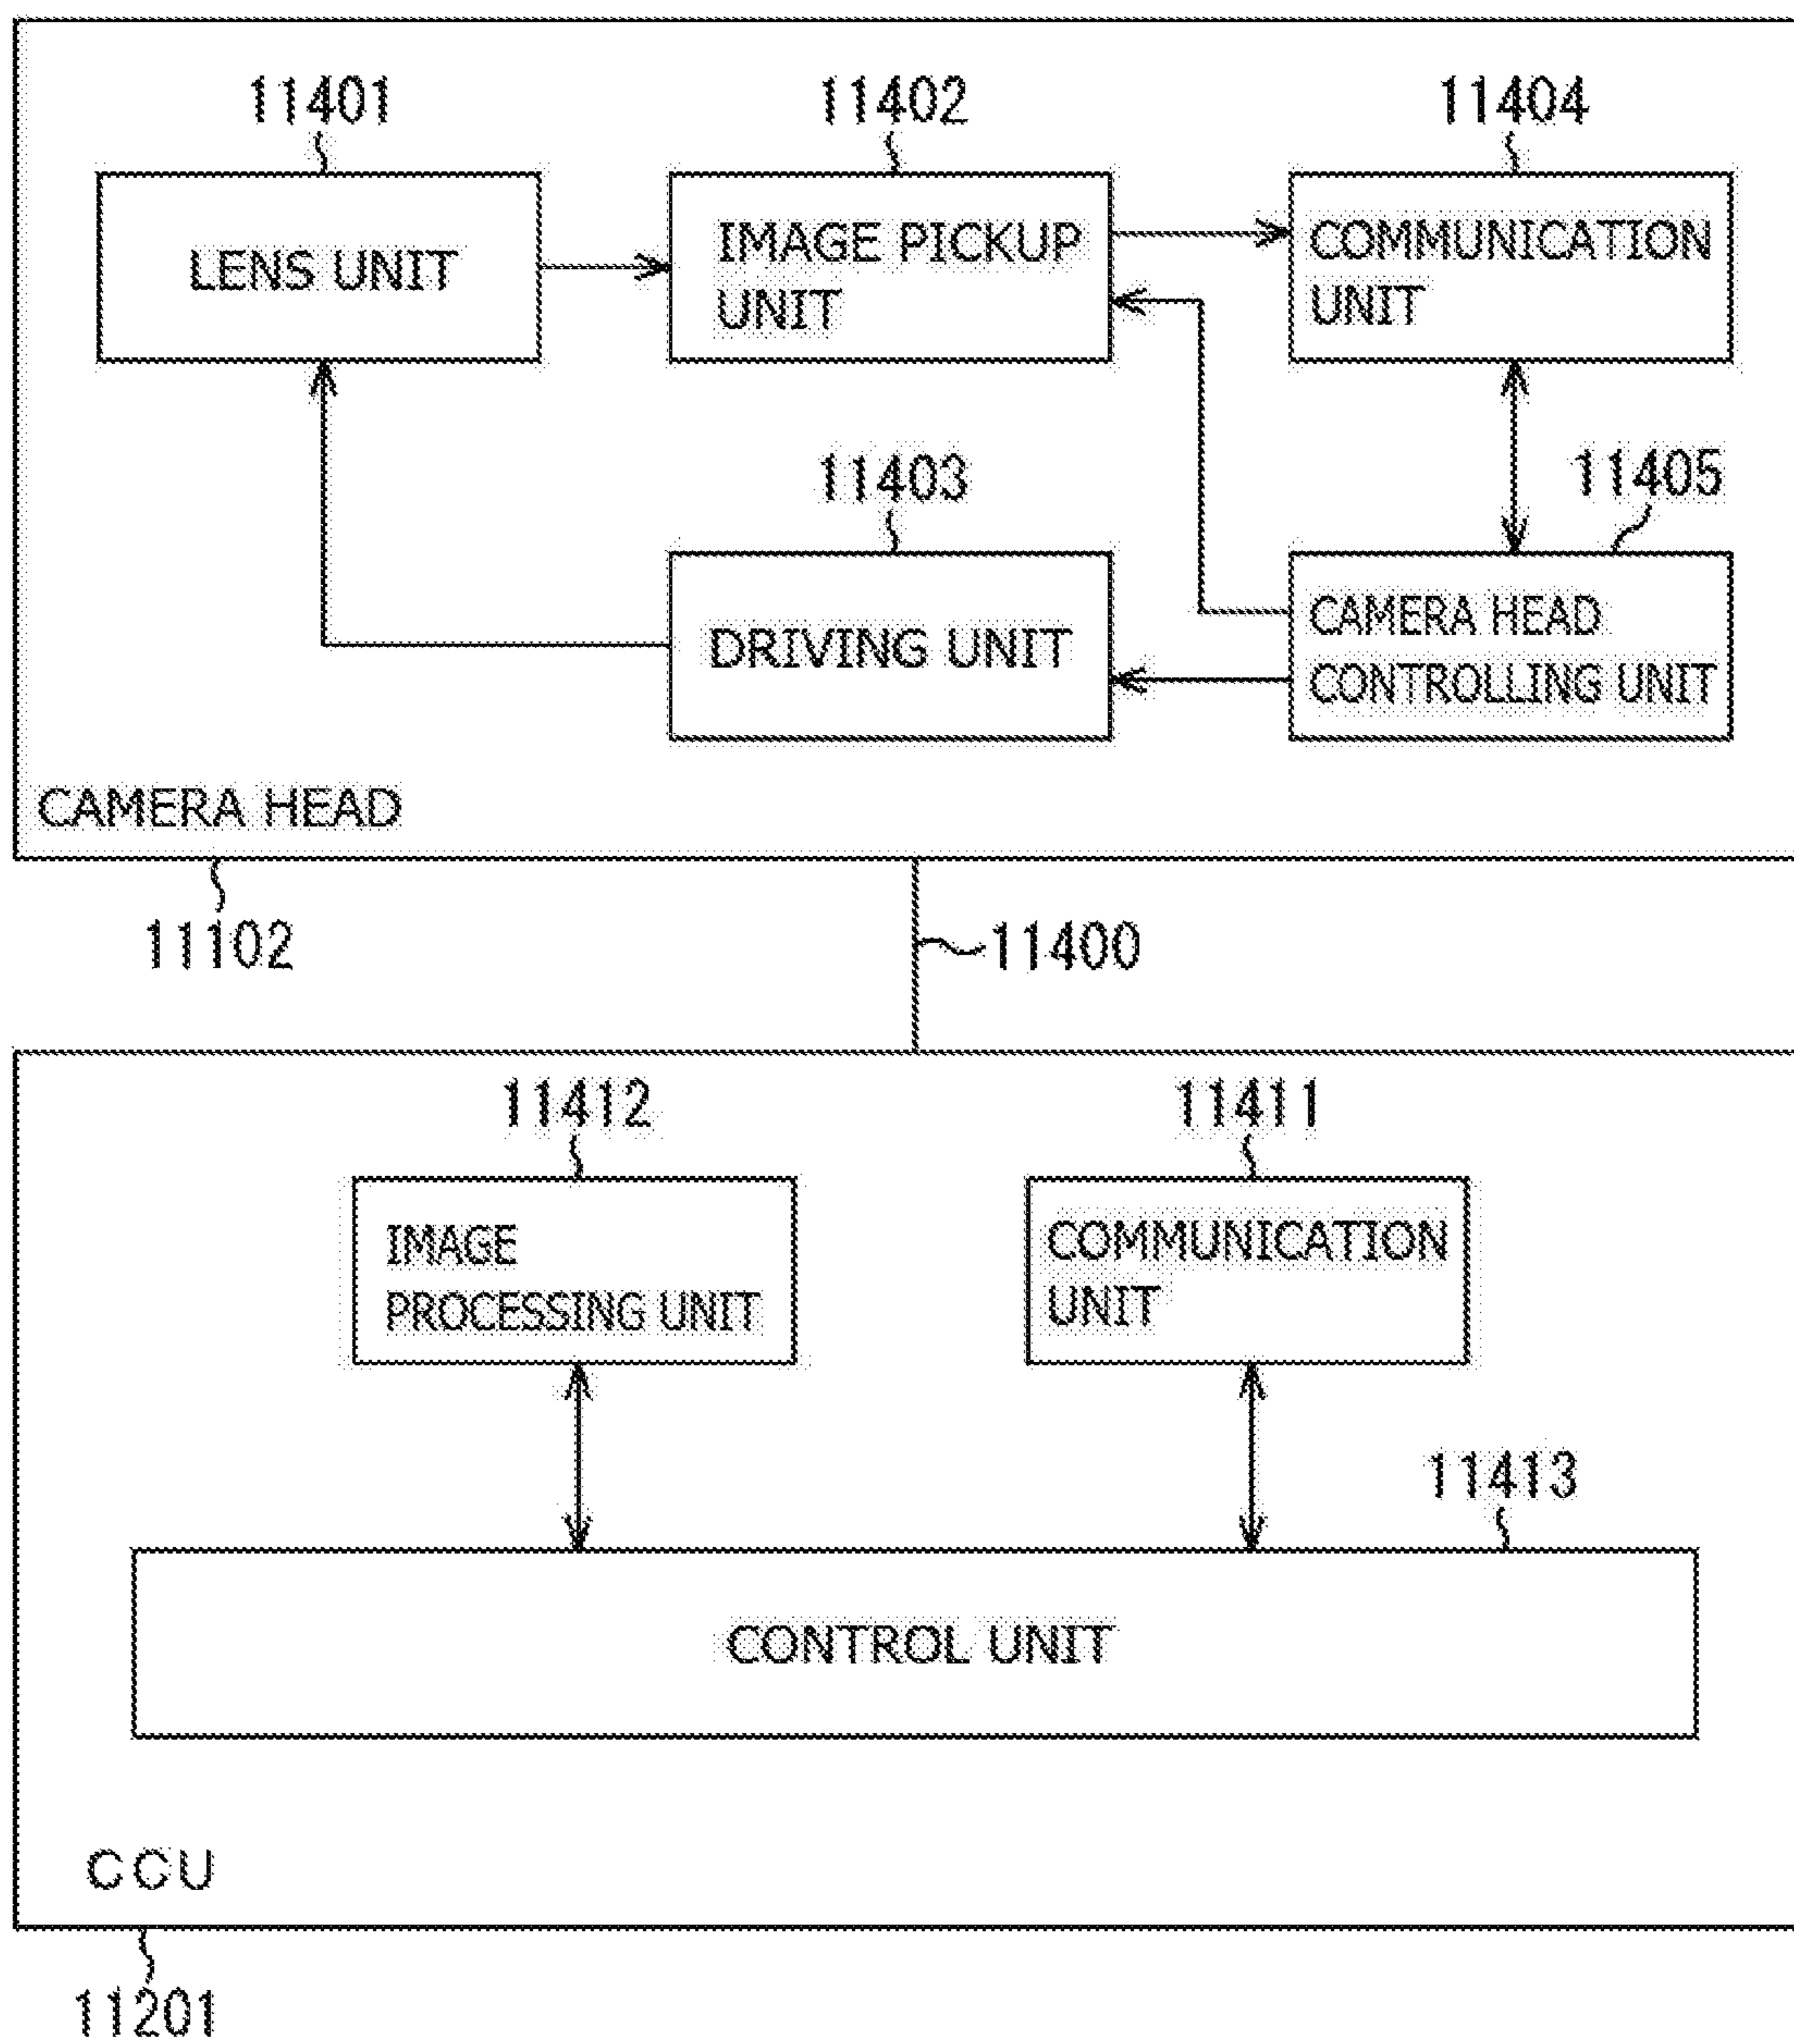 11401
11402
11404
LENS UNIT
IMAGE PICKUP
UNIT
COMMUNICATION
UNIT
11403
11405
DRIVING UNIT
CAMERA HEAD
CONTROLLING UNIT
CAMERA HEAD
11102
11400
11412
11411
IMAGE
PROCESSING UNIT
COMMUNICATION
UNIT
11413
CONTROL UNIT
CCU
11201